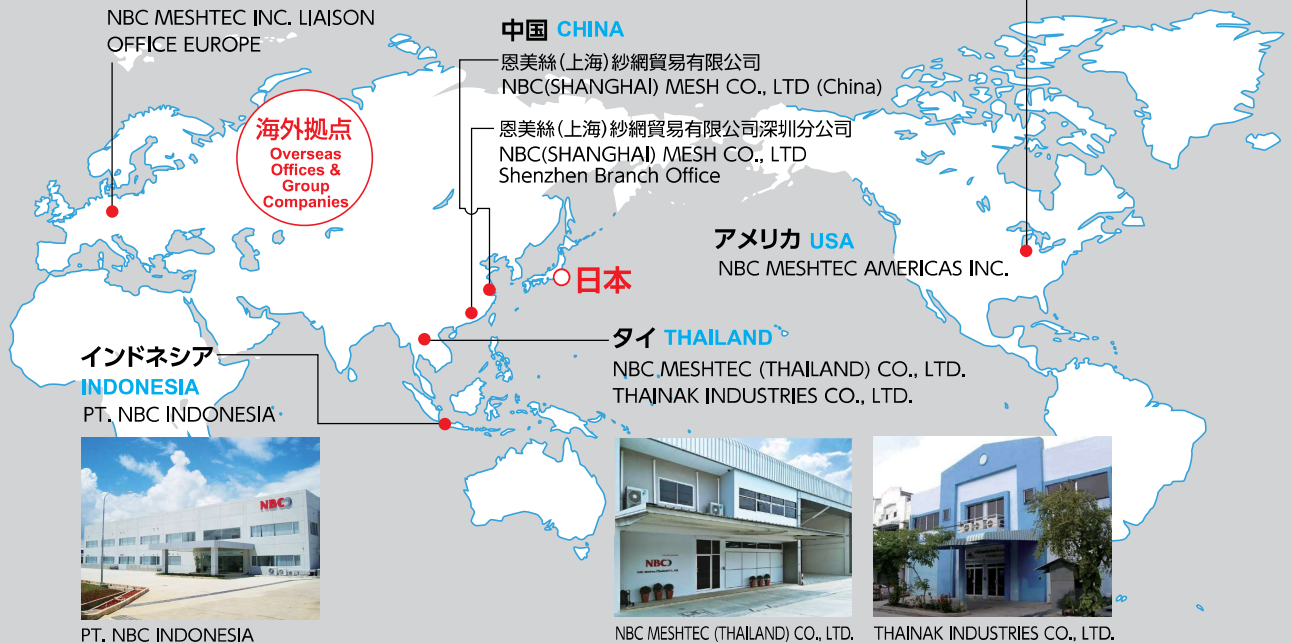 NBC MESHTEC INC. LIAISON
OFFICE EUROPE
海外拠点
Overseas
Offices &
Group
Companies
中国 CHINA
恩美絲(上海)紗網貿易有限公司
NBC(SHANGHAI) MESH CO., LTD (China)
恩美絲(上海)紗網貿易有限公司深圳分公司
NBC(SHANGHAI) MESH CO., LTD
Shenzhen Branch Office
アメリカ USA
NBC MESHTEC AMERICAS INC.
日本
タイ THAILAND
NBC MESHTEC (THAILAND) CO., LTD.
THAINAK INDUSTRIES CO., LTD.
インドネシア
INDONESIA
PT. NBC INDONESIA
NBC
NBC
PT. NBC INDONESIA
NBC MESHTEC (THAILAND) CO., LTD.
THAINAK INDUSTRIES CO., LTD.